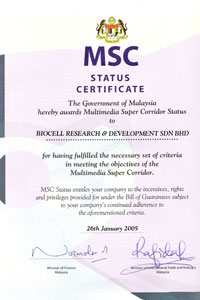 MSC
STATUS
CERTIFICATE
The Government of Malaysia
hereby awards Multimedia Super Corridor Status
to
BIOCELL RESEARCH & DEVELOPMENT SDN BHD
for having fulfilled the necessary set of criteria
in meeting the objectives of the
Multimedia Super Corridor.
MSC Status entitles your company to the incentives, rights
and privileges provided for under the Bill of Guarantees subject
to your company's continued adherence to
the aforementioned criteria.
26th January 2005
Minister of Finance
Malaysia
Minister of International Trade and Industry
Malaysia